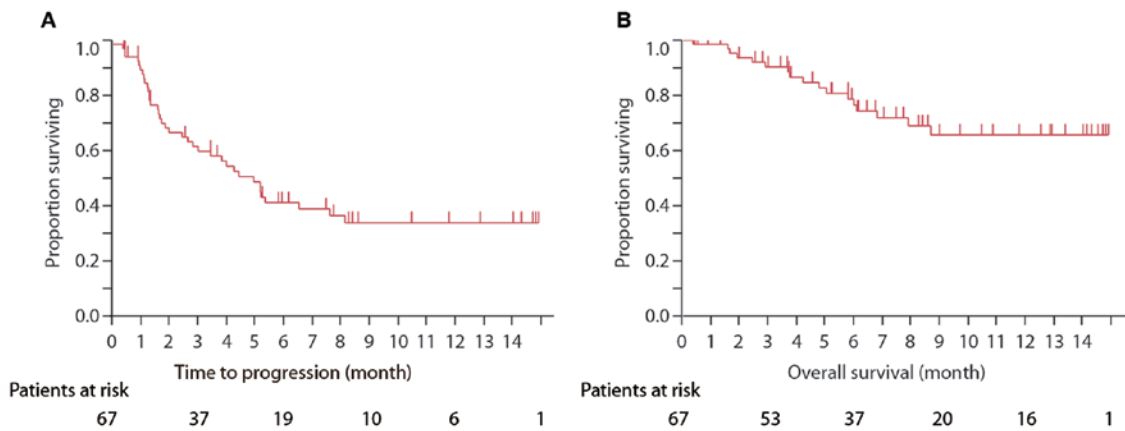 A
Proportion surviving
1.0
0.8
0.6
0.4
0.2
0.0
0 1 2 3 4 5 6 7 8 9 10 11 12 13 14
Time to progression (month)
Patients at risk
67 37 19 10 6 1
B
Proportion surviving
1.0
0.8
0.6
0.4
0.2
0.0
0 1 2 3 4 5 6 7 8 9 10 11 12 13 14
Overall survival (month)
Patients at risk
67 53 37 20 16 1